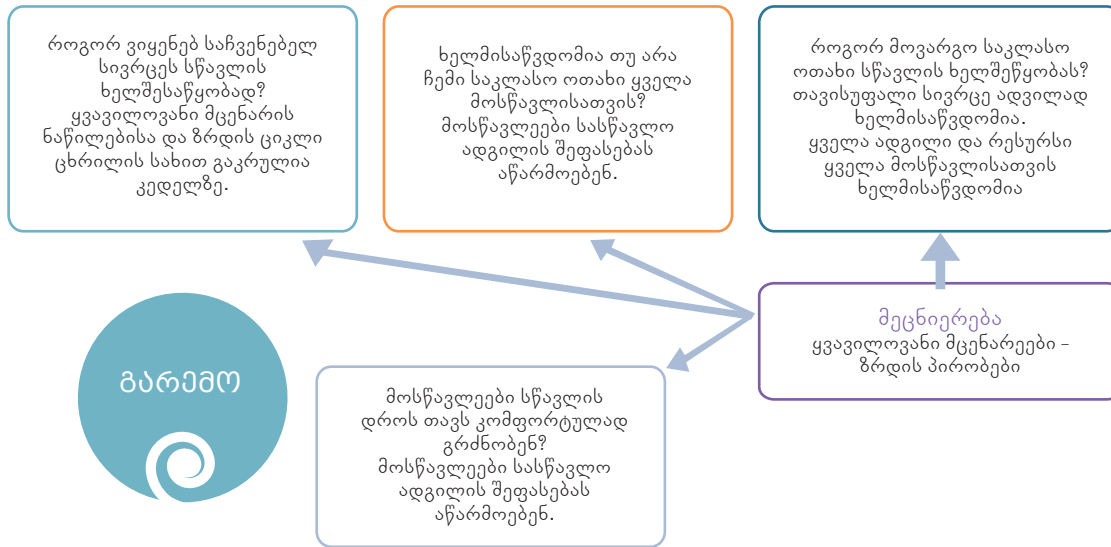 როგორ ვიყენებ საჩვენებელ
სივრცეს სწავლის
ხელშესაწყობად?
ყვავილოვანი მცენარის
ნაწილებისა და ზრდის ციკლი
ცხრილის სახით გაკრულია
კედელზე.
ხელმისაწვდომია თუ არა
ჩემი საკლასო ოთახი ყველა
მოსწავლისათვის?
მოსწავლეები სასწავლო
ადგილის შეფასებას
აწარმოებენ.
როგორ მოვარგო საკლასო
ოთახი სწავლის ხელშეწყობას?
თავისუფალი სივრცე ადვილად
ხელმისაწვდომია.
ყველა ადგილი და რესურსი
ყველა მოსწავლისათვის
ხელმისაწვდომია
მეცნიერება
ყვავილოვანი მცენარეები –
ზრდის პირობები
გარემო
მოსწავლეები სწავლის
დროს თავს კომფორტულად
გრძნობენ?
მოსწავლეები სასწავლო
ადგილის შეფასებას
აწარმოებენ.